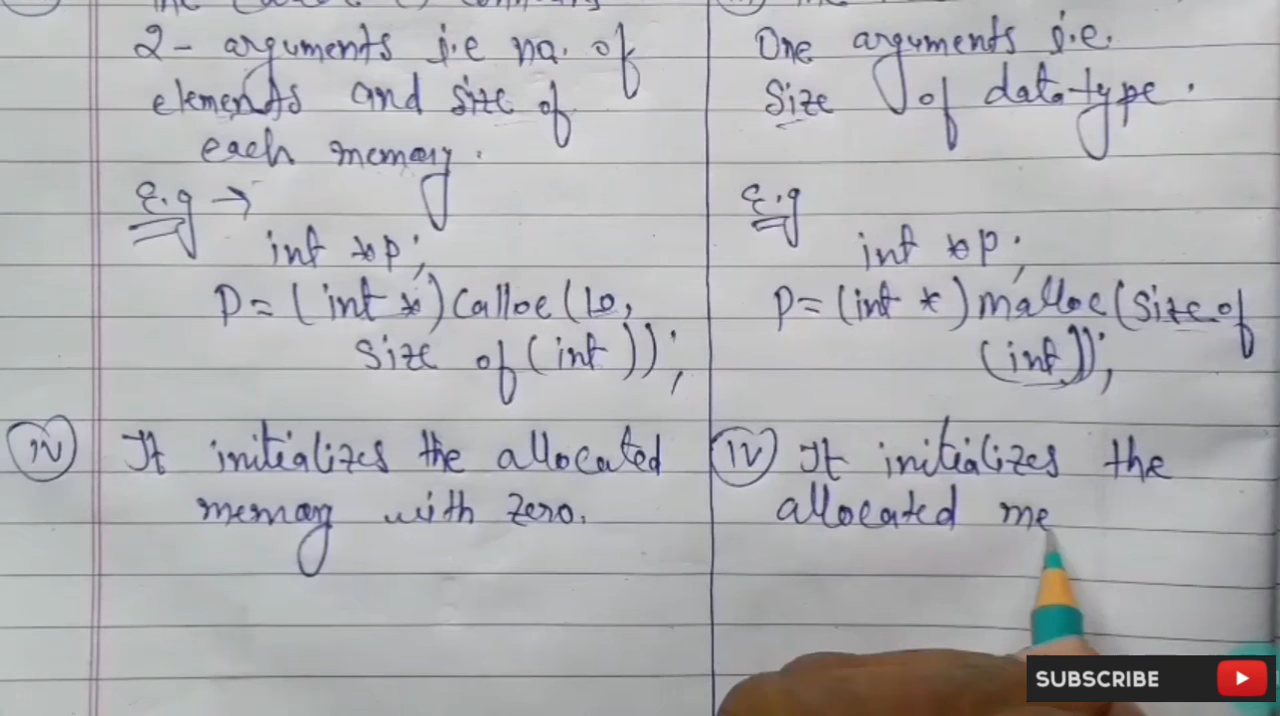 2- arguments i.e no. of
elements and size of
each memory.
E.g →
int *p;
P=(int *)Calloc(10,
size of(int));
(iv) It initializes the allocated
memory with zero.
One arguments i.e.
Size of data type.
E.g
int *p;
P=(int *)malloc(size of
(int));
(iv) It initializes the
allocated me
SUBSCRIBE